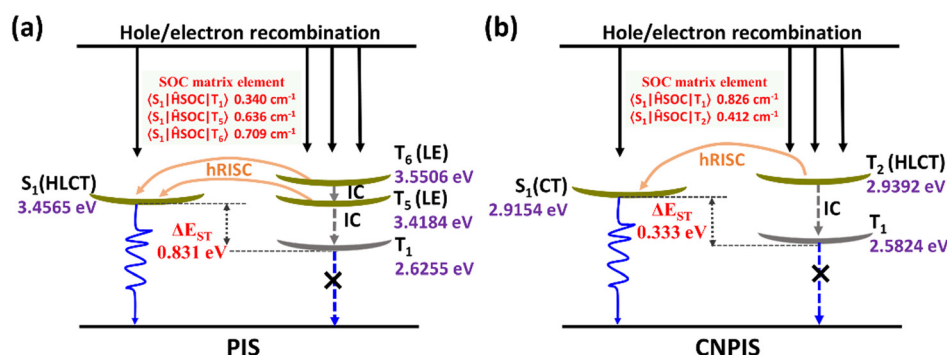 (a)
Hole/electron recombination
SOC matrix element
⟨S₁|ĤSOC|T₁⟩ 0.340 cm⁻¹
⟨S₁|ĤSOC|T₅⟩ 0.636 cm⁻¹
⟨S₁|ĤSOC|T₆⟩ 0.709 cm⁻¹
T₆ (LE)
3.5506 eV
hRISC
S₁(HLCT)
3.4565 eV
IC
T₅ (LE)
3.4184 eV
IC
ΔE_ST
0.831 eV
T₁
2.6255 eV
PIS
(b)
Hole/electron recombination
SOC matrix element
⟨S₁|ĤSOC|T₁⟩ 0.826 cm⁻¹
⟨S₁|ĤSOC|T₂⟩ 0.412 cm⁻¹
hRISC
T₂ (HLCT)
2.9392 eV
S₁(CT)
2.9154 eV
IC
ΔE_ST
0.333 eV
T₁
2.5824 eV
CNPIS